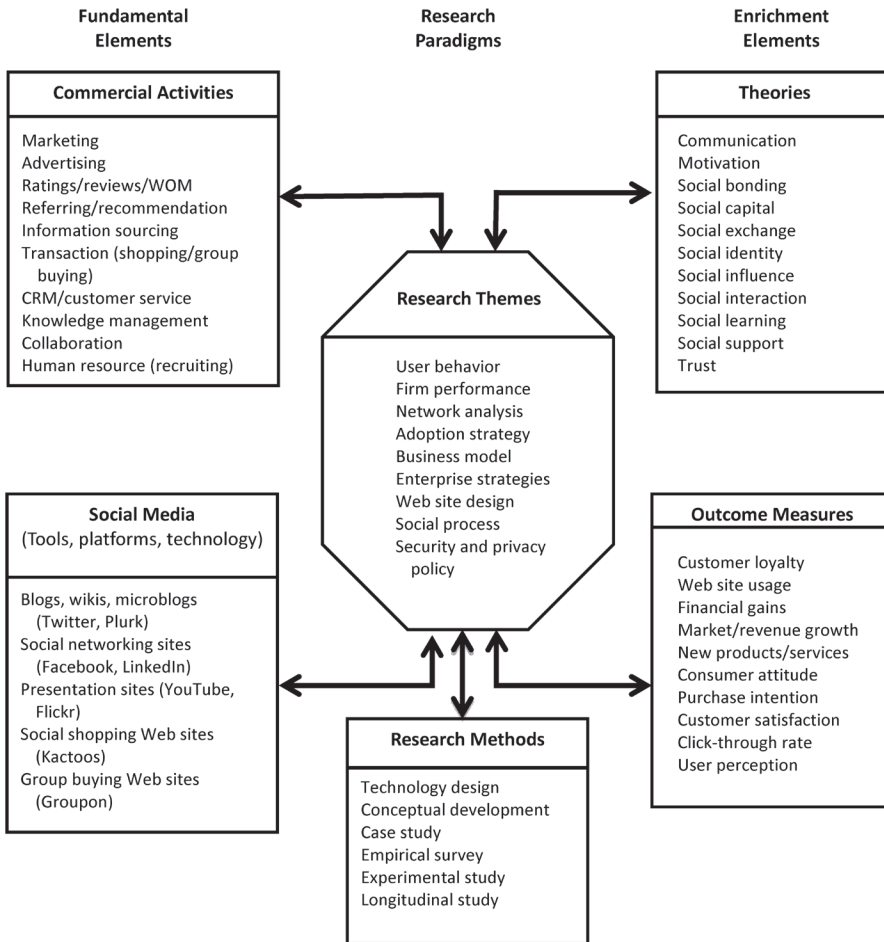 Fundamental
Elements
Research
Paradigms
Enrichment
Elements
Commercial Activities
Marketing
Advertising
Ratings/reviews/WOM
Referring/recommendation
Information sourcing
Transaction (shopping/group
buying)
CRM/customer service
Knowledge management
Collaboration
Human resource (recruiting)
Theories
Communication
Motivation
Social bonding
Social capital
Social exchange
Social identity
Social influence
Social interaction
Social learning
Social support
Trust
Research Themes
User behavior
Firm performance
Network analysis
Adoption strategy
Business model
Enterprise strategies
Web site design
Social process
Security and privacy
policy
Social Media
(Tools, platforms, technology)
Blogs, wikis, microblogs
(Twitter, Plurk)
Social networking sites
(Facebook, LinkedIn)
Presentation sites (YouTube,
Flickr)
Social shopping Web sites
(Kactoos)
Group buying Web sites
(Groupon)
Outcome Measures
Customer loyalty
Web site usage
Financial gains
Market/revenue growth
New products/services
Consumer attitude
Purchase intention
Customer satisfaction
Click-through rate
User perception
Research Methods
Technology design
Conceptual development
Case study
Empirical survey
Experimental study
Longitudinal study